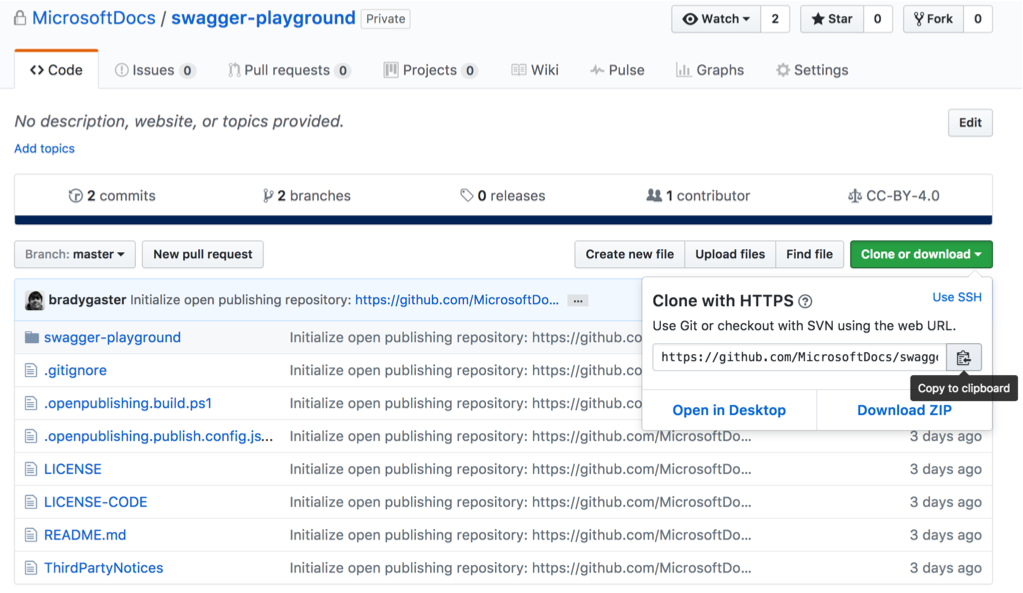 MicrosoftDocs / swagger-playground Private Watch 2 Star 0 Fork 0
Code Issues 0 Pull requests 0 Projects 0 Wiki Pulse Graphs Settings
No description, website, or topics provided. Edit
Add topics
2 commits 2 branches 0 releases 1 contributor CC-BY-4.0
Branch: master New pull request Create new file Upload files Find file Clone or download
bradygaster Initialize open publishing repository: https://github.com/MicrosoftDo... ...
Clone with HTTPS ? Use SSH
Use Git or checkout with SVN using the web URL.
https://github.com/MicrosoftDocs/swagge
Copy to clipboard
Open in Desktop Download ZIP
swagger-playground Initialize open publishing repository: https://github.co
.gitignore Initialize open publishing repository: https://github.co
.openpublishing.build.ps1 Initialize open publishing repository: https://github.co
.openpublishing.publish.config.js... Initialize open publishing repository: https://github.com/MicrosoftDo... 3 days ago
LICENSE Initialize open publishing repository: https://github.com/MicrosoftDo... 3 days ago
LICENSE-CODE Initialize open publishing repository: https://github.com/MicrosoftDo... 3 days ago
README.md Initialize open publishing repository: https://github.com/MicrosoftDo... 3 days ago
ThirdPartyNotices Initialize open publishing repository: https://github.com/MicrosoftDo... 3 days ago